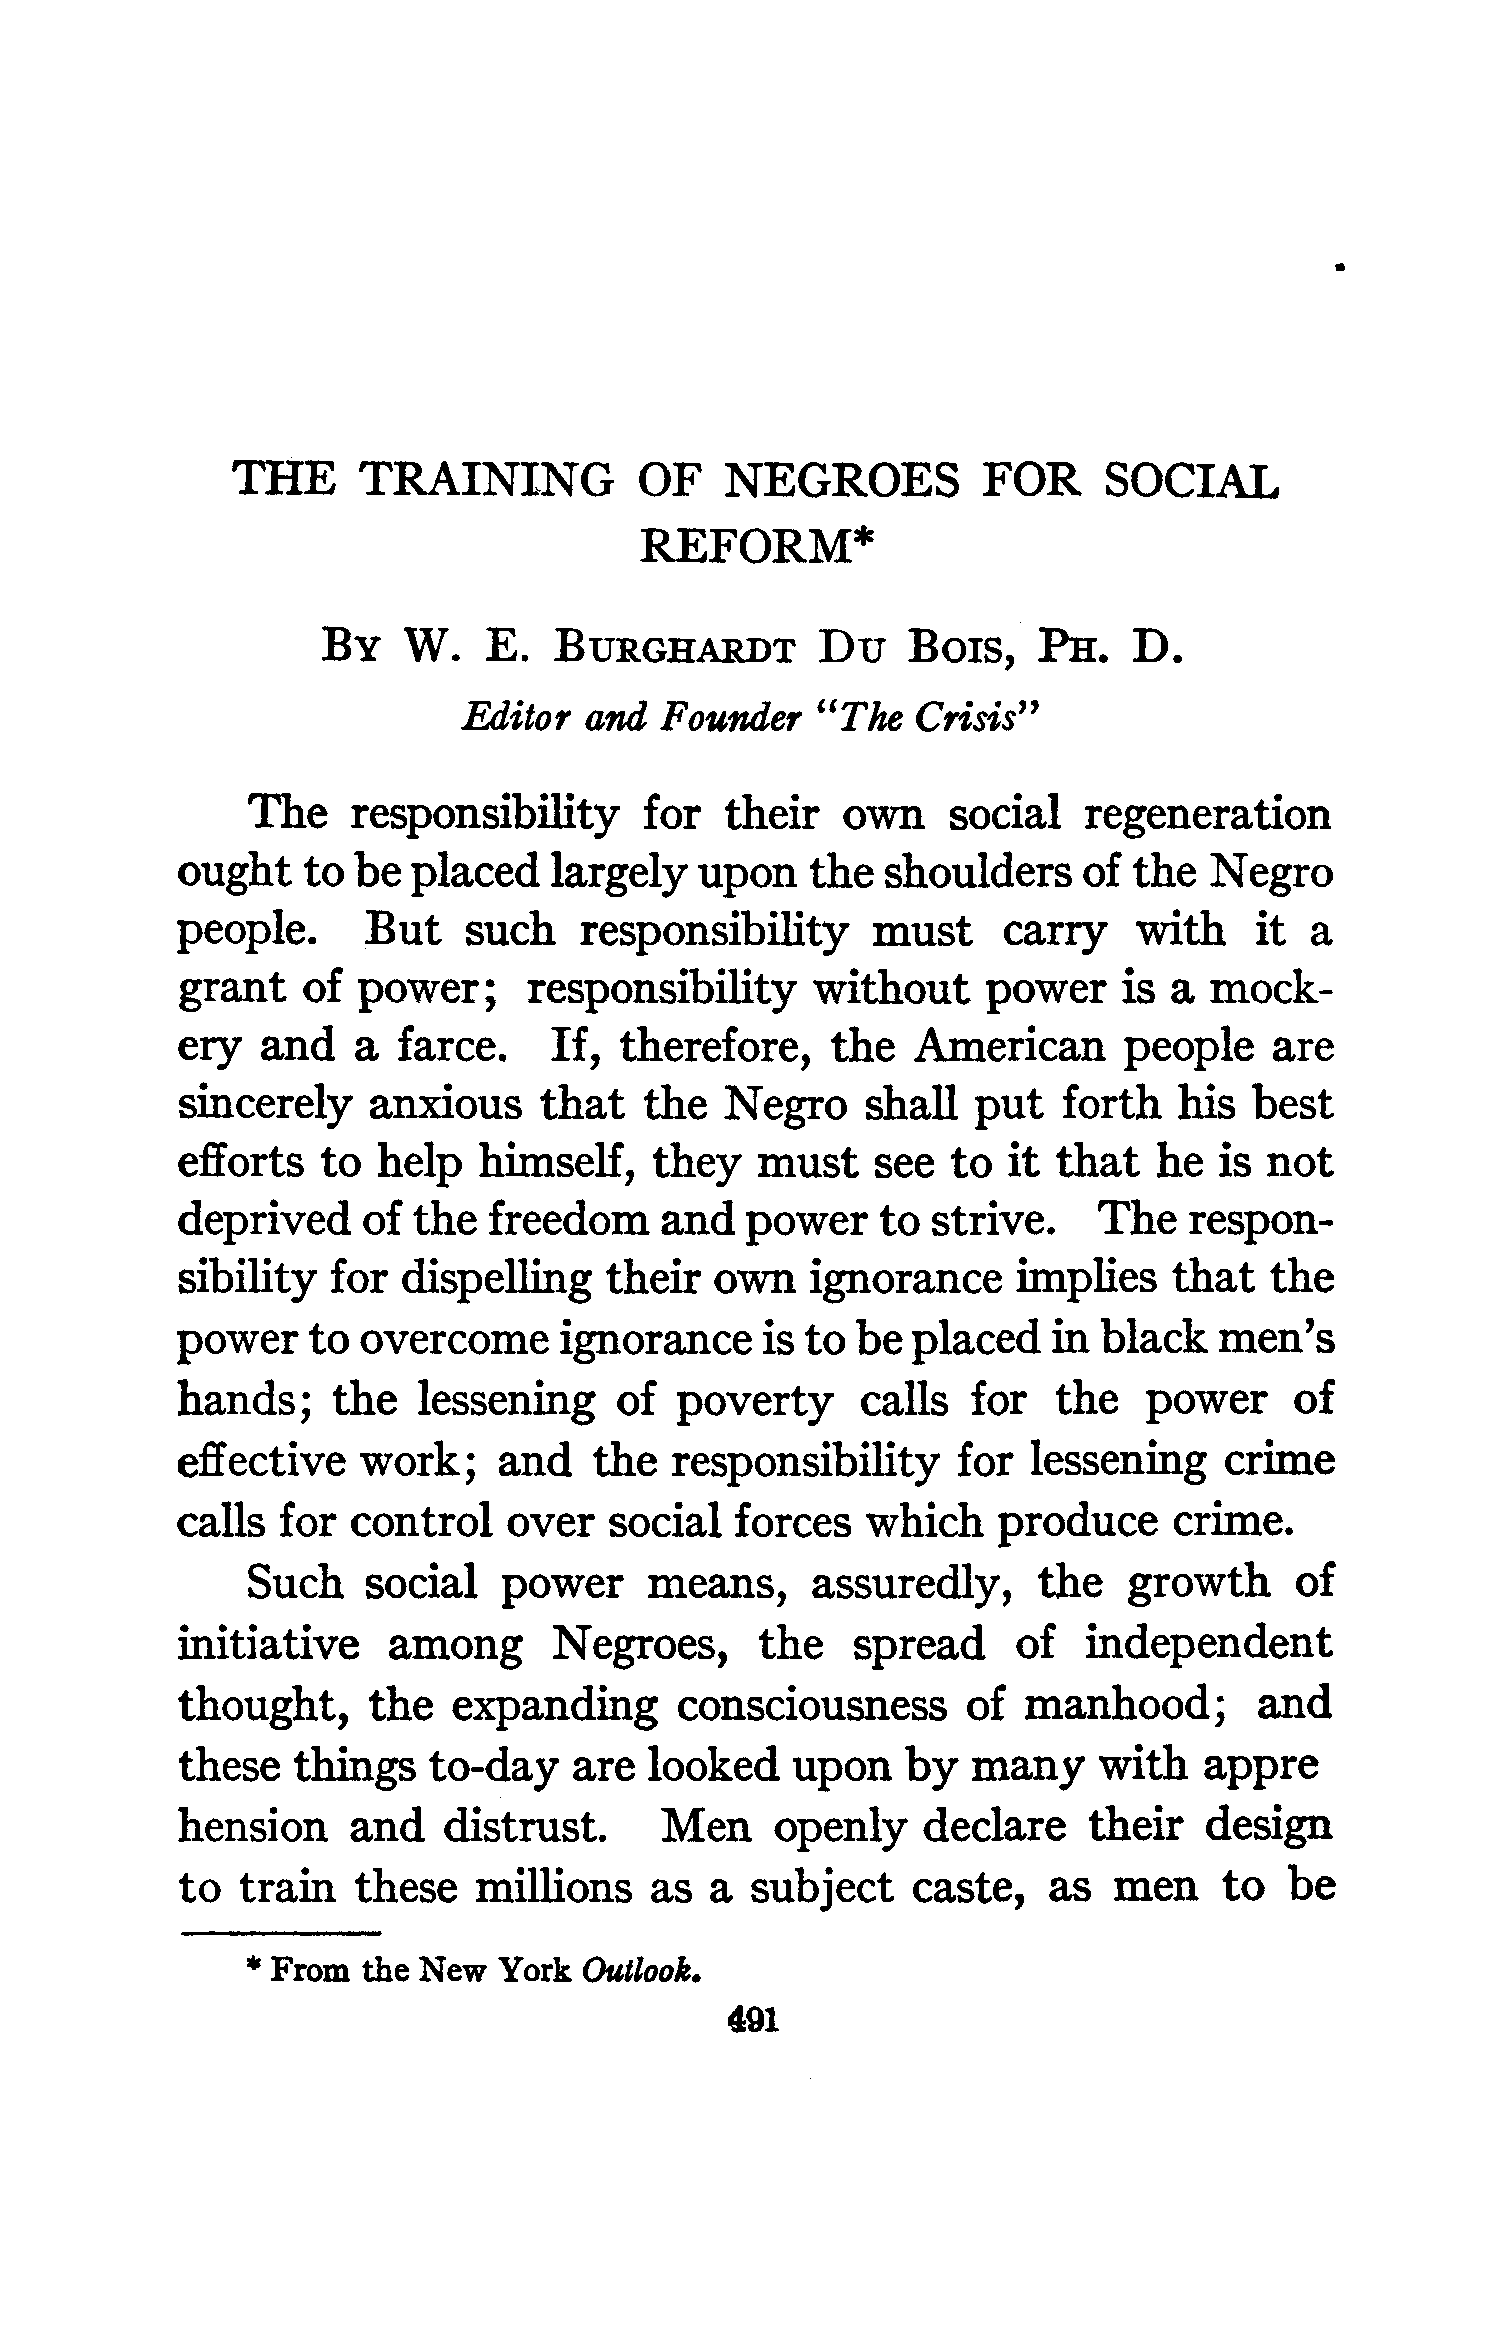 THE TRAINING OF NEGROES FOR SOCIAL
REFORM*
BY W. E. BURGHARDT DU BOIS, PH. D.
Editor and Founder “The Crisis”
The responsibility for their own social regeneration
ought to be placed largely upon the shoulders of the Negro
people. But such responsibility must carry with it a
grant of power; responsibility without power is a mock-
ery and a farce. If, therefore, the American people are
sincerely anxious that the Negro shall put forth his best
efforts to help himself, they must see to it that he is not
deprived of the freedom and power to strive. The respon-
sibility for dispelling their own ignorance implies that the
power to overcome ignorance is to be placed in black men’s
hands; the lessening of poverty calls for the power of
effective work; and the responsibility for lessening crime
calls for control over social forces which produce crime.
Such social power means, assuredly, the growth of
initiative among Negroes, the spread of independent
thought, the expanding consciousness of manhood; and
these things to-day are looked upon by many with appre
hension and distrust. Men openly declare their design
to train these millions as a subject caste, as men to be
* From the New York Outlook.
491